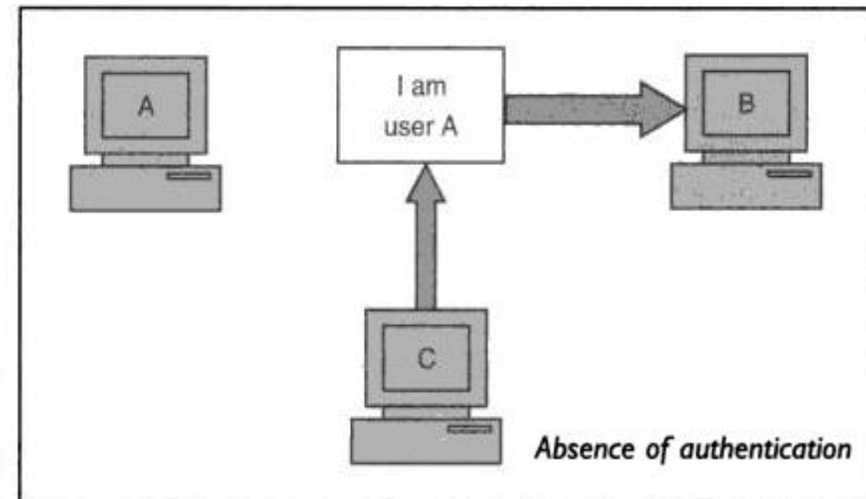 A
I am
user A
B
C
Absence of authentication